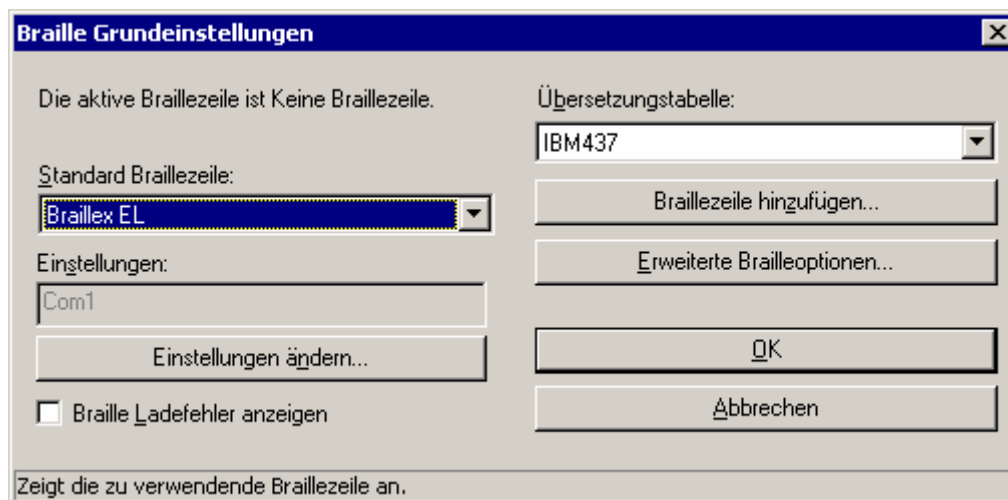 Braille Grundeinstellungen
Die aktive Braillezeile ist Keine Braillezeile.
Standard Braillezeile:
Braillex EL
Einstellungen:
Com1
Einstellungen ändern...
Braille Ladefehler anzeigen
Übersetzungstabelle:
IBM437
Braillezeile hinzufügen...
Erweiterte Brailleoptionen...
OK
Abbrechen
Zeigt die zu verwendende Braillezeile an.